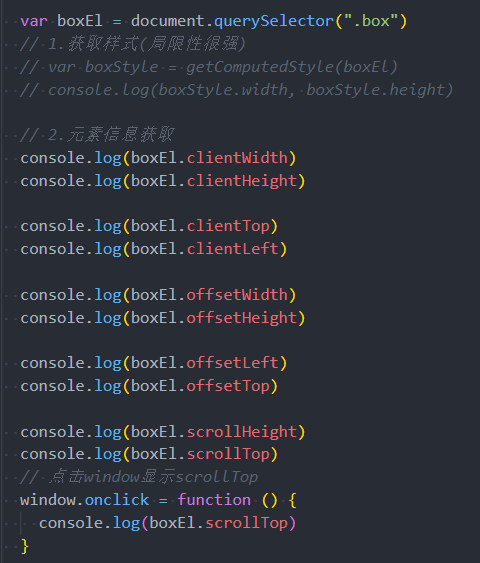 var boxEl = document.querySelector(".box")
// 1.获取样式(局限性很强)
// var boxStyle = getComputedStyle(boxEl)
// console.log(boxStyle.width, boxStyle.height)
// 2.元素信息获取
console.log(boxEl.clientWidth)
console.log(boxEl.clientHeight)
console.log(boxEl.clientTop)
console.log(boxEl.clientLeft)
console.log(boxEl.offsetWidth)
console.log(boxEl.offsetHeight)
console.log(boxEl.offsetLeft)
console.log(boxEl.offsetTop)
console.log(boxEl.scrollHeight)
console.log(boxEl.scrollTop)
// 点击window显示scrollTop
window.onclick = function () {
console.log(boxEl.scrollTop)
}